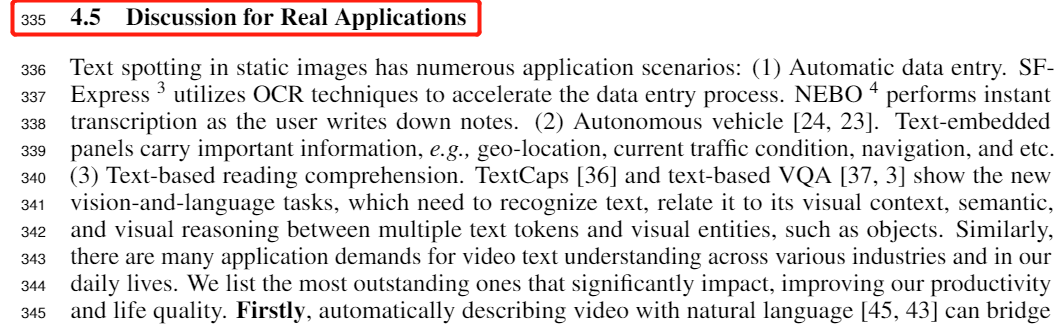 335 4.5 Discussion for Real Applications
336 Text spotting in static images has numerous application scenarios: (1) Automatic data entry. SF-
337 Express 3 utilizes OCR techniques to accelerate the data entry process. NEBO 4 performs instant
338 transcription as the user writes down notes. (2) Autonomous vehicle [24, 23]. Text-embedded
339 panels carry important information, e.g., geo-location, current traffic condition, navigation, and etc.
340 (3) Text-based reading comprehension. TextCaps [36] and text-based VQA [37, 3] show the new
341 vision-and-language tasks, which need to recognize text, relate it to its visual context, semantic,
342 and visual reasoning between multiple text tokens and visual entities, such as objects. Similarly,
343 there are many application demands for video text understanding across various industries and in our
344 daily lives. We list the most outstanding ones that significantly impact, improving our productivity
345 and life quality. Firstly, automatically describing video with natural language [45, 43] can bridge